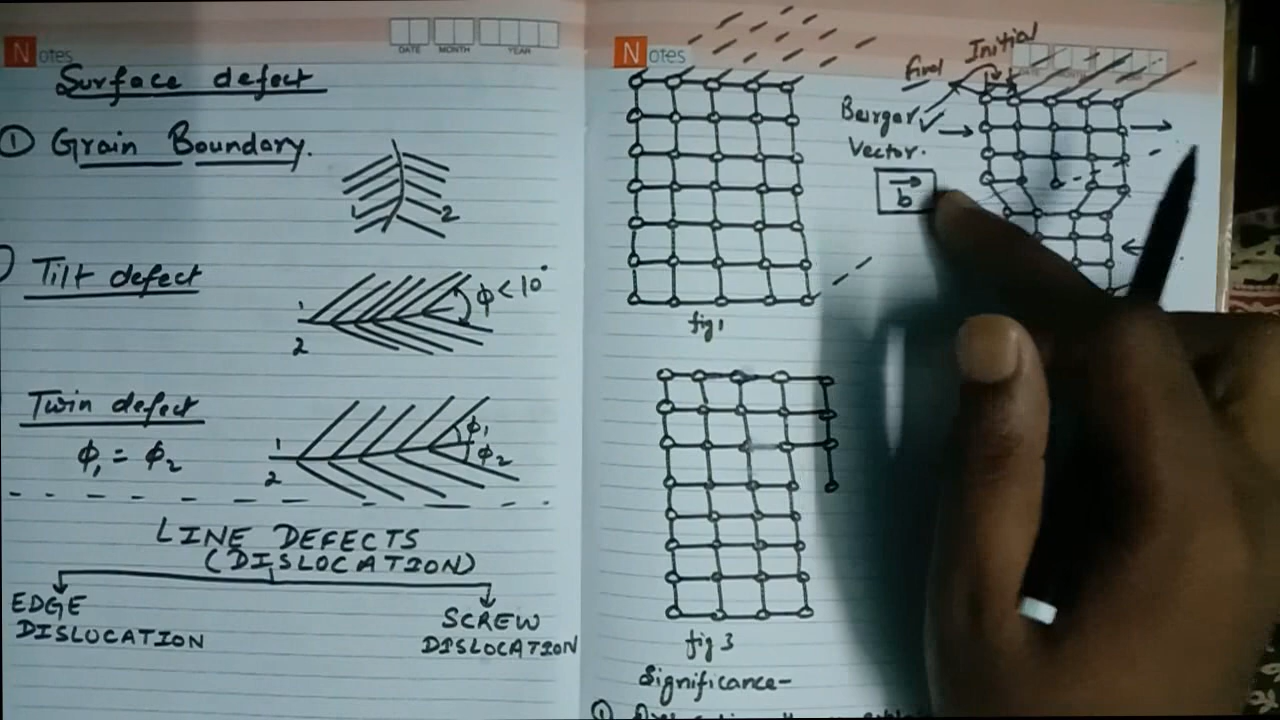 Notes
DATE MONTH YEAR
Surface defect
① Grain Boundary.
1 2
Tilt defect
1
2
ϕ < 10°
Twin defect
ϕ₁ = ϕ₂
1
2
ϕ₁
ϕ₂
LINE DEFECTS
(DISLOCATION)
EDGE
DISLOCATION
SCREW
DISLOCATION
Notes
Initial
final
Burgar
Vector.
b
fig 1
fig 3
Significance-
①